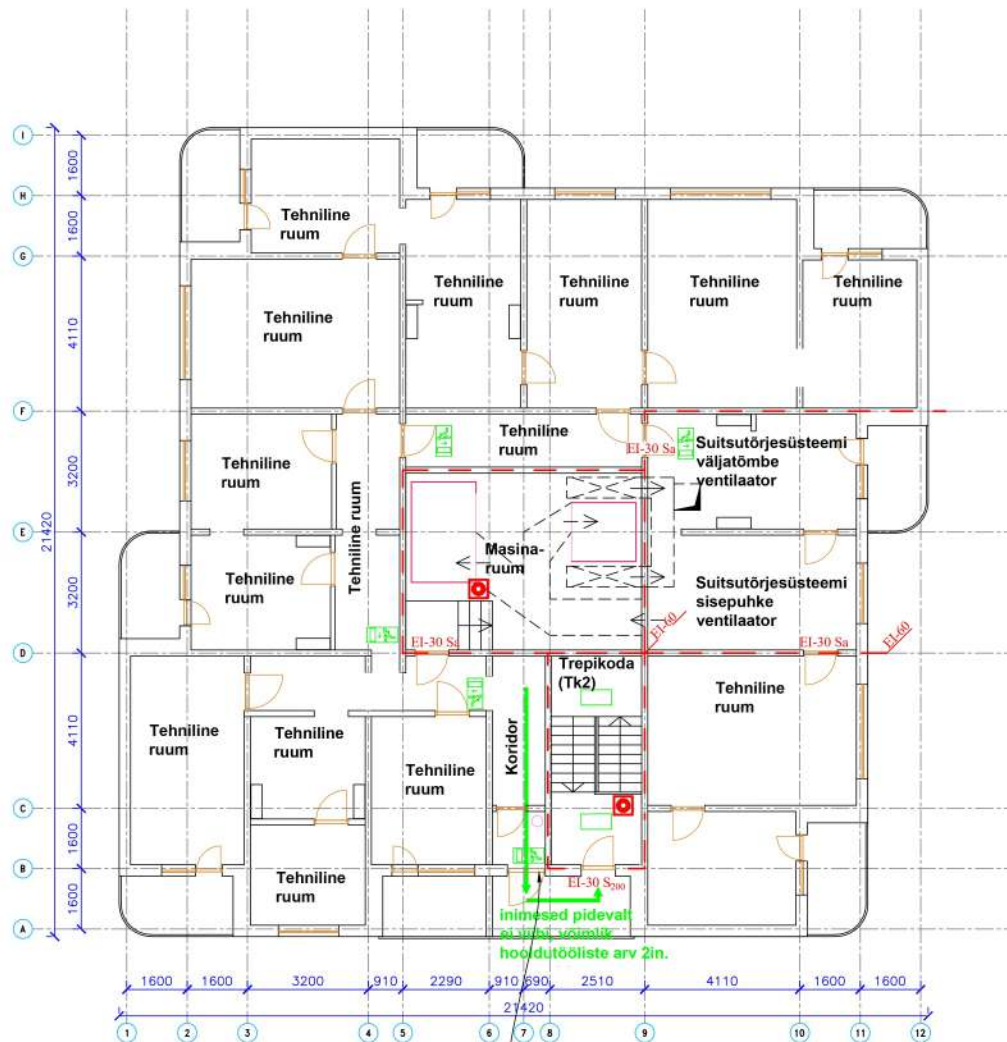 I
H
G
F
E
D
C
B
A
1600
1600
4110
3200
3200
4110
1600
1600
21420
Tehniline
ruum
Tehniline
ruum
Tehniline
ruum
Tehniline
ruum
Tehniline
ruum
Tehniline
ruum
Tehniline
ruum
Tehniline
ruum
EI-30 Sa
Suitsutõrjesüsteemi
väljatõmbe
ventilaator
Tehniline ruum
Masina-
ruum
Tehniline
ruum
Suitsutõrjesüsteemi
sisepuhke
ventilaator
EI-30 Sa
EI-60
EI-30 Sa
EI-60
Trepikoda
(Tk2)
Tehniline
ruum
Tehniline
ruum
Tehniline
ruum
Tehniline
ruum
Koridor
Tehniline
ruum
EI-30 S200
inimesed pidevalt
ei viibi, võimlik
hooldutööliste arv 2in.
1600
1600
3200
910
2290
910
690
2510
4110
1600
1600
21420
1
2
3
4
5
6
7
8
9
10
11
12